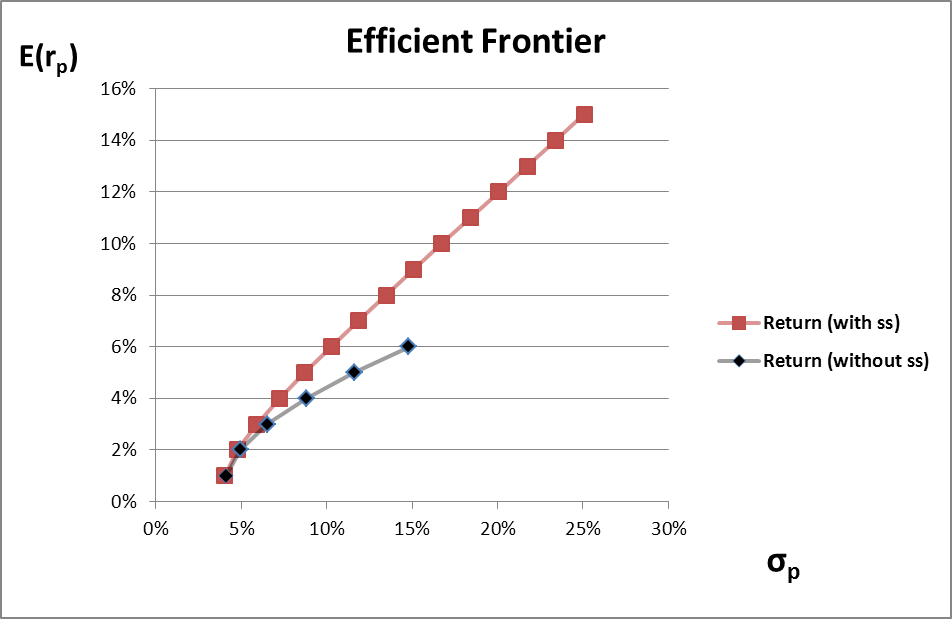 Efficient Frontier
E(rp)
16%
14%
12%
10%
8%
6%
4%
2%
0%
0% 5% 10% 15% 20% 25% 30%
σp
Return (with ss)
Return (without ss)